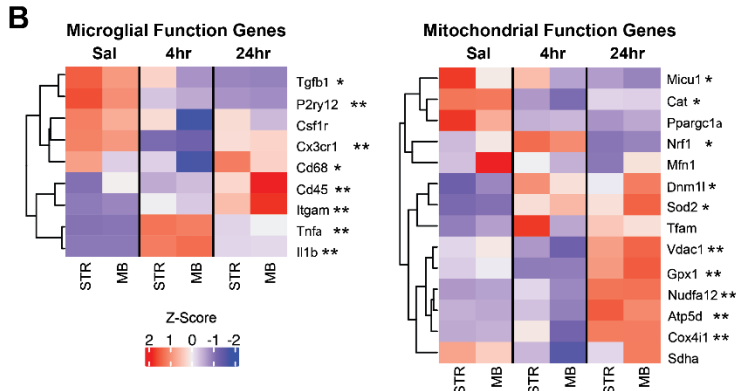 B
Microglial Function Genes
Sal 4hr 24hr
Tgfb1 *
P2ry12 **
Csf1r
Cx3cr1 **
Cd68 *
Cd45 **
Itgam **
Tnfa **
Il1b **
STR MB STR MB STR MB
Z-Score
2 1 0 -1 -2
Mitochondrial Function Genes
Sal 4hr 24hr
Micu1 *
Cat *
Ppargc1a
Nrf1 *
Mfn1
Dnm1l *
Sod2 *
Tfam
Vdac1 **
Gpx1 **
Nudfa12 **
Atp5d **
Cox4i1 **
Sdha
STR MB STR MB STR MB